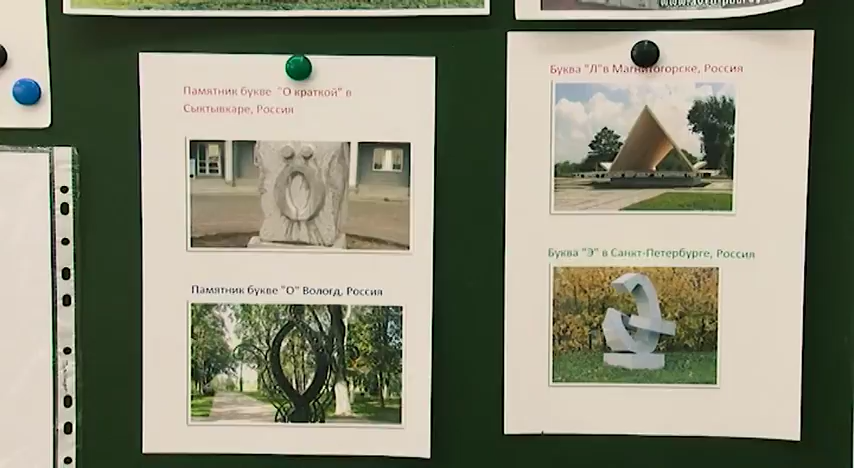 Памятник букве "О краткой" в
Сыктывкаре, Россия
Памятник букве "О" Вологд, Россия
Буква "Л"в Магнитогорске, Россия
Буква "Э" в Санкт-Петербурге, Россия